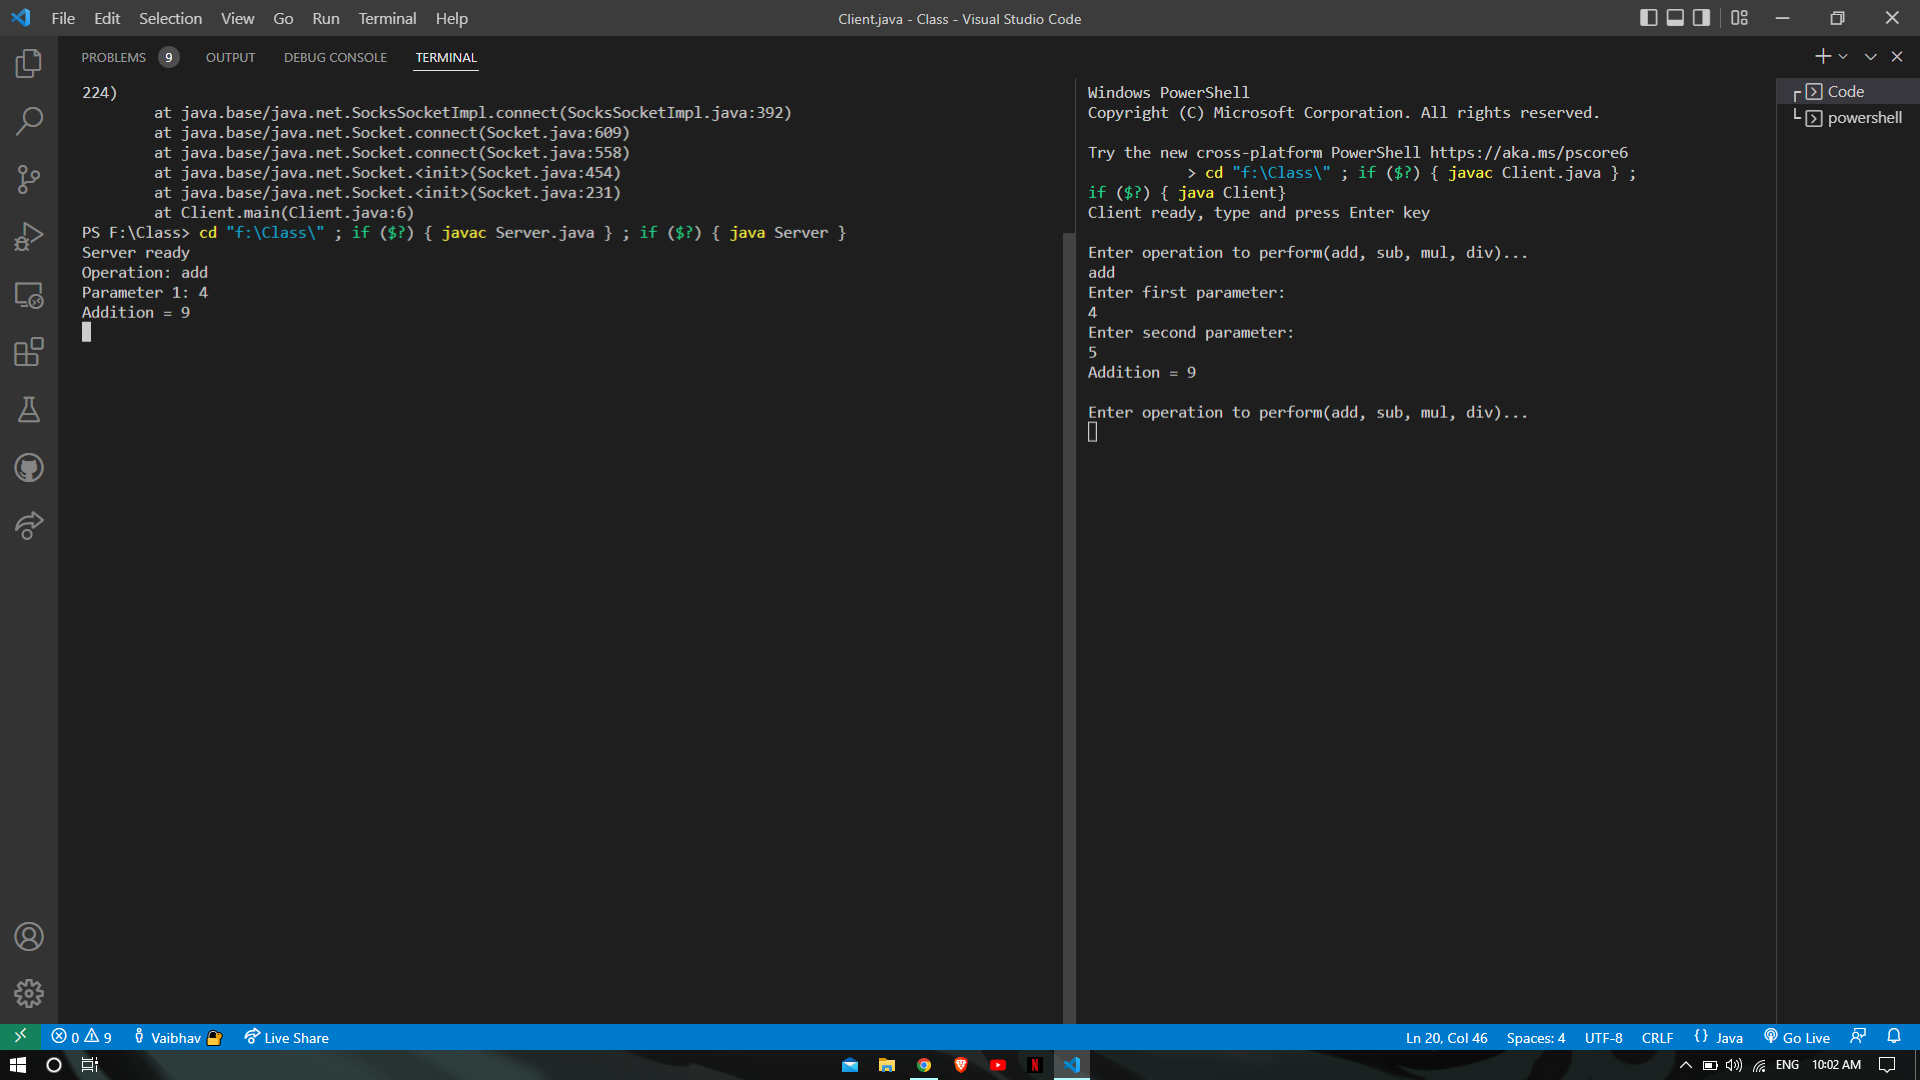 File Edit Selection View Go Run Terminal Help
Client.java - Class - Visual Studio Code
PROBLEMS 9 OUTPUT DEBUG CONSOLE TERMINAL
224)
at java.base/java.net.SocksSocketImpl.connect(SocksSocketImpl.java:392)
at java.base/java.net.Socket.connect(Socket.java:609)
at java.base/java.net.Socket.connect(Socket.java:558)
at java.base/java.net.Socket.<init>(Socket.java:454)
at java.base/java.net.Socket.<init>(Socket.java:231)
at Client.main(Client.java:6)
PS F:\Class> cd "f:\Class\" ; if ($?) { javac Server.java } ; if ($?) { java Server }
Server ready
Operation: add
Parameter 1: 4
Addition = 9
Windows PowerShell
Copyright (C) Microsoft Corporation. All rights reserved.
Try the new cross-platform PowerShell https://aka.ms/pscore6
> cd "f:\Class\" ; if ($?) { javac Client.java } ;
if ($?) { java Client}
Client ready, type and press Enter key
Enter operation to perform(add, sub, mul, div)...
add
Enter first parameter:
4
Enter second parameter:
5
Addition = 9
Enter operation to perform(add, sub, mul, div)...
Code
powershell
0 9 Vaibhav Live Share
Ln 20, Col 46 Spaces: 4 UTF-8 CRLF { } Java Go Live
N
ENG 10:02 AM